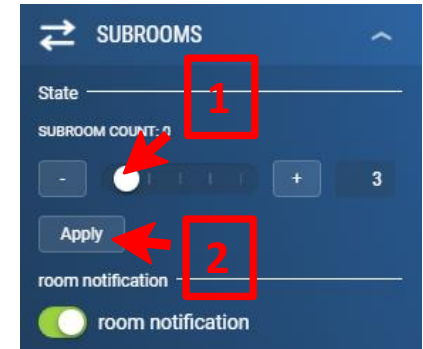 SUBROOMS
State
1
SUBROOM COUNT: 0
- + 3
Apply
2
room notification
room notification